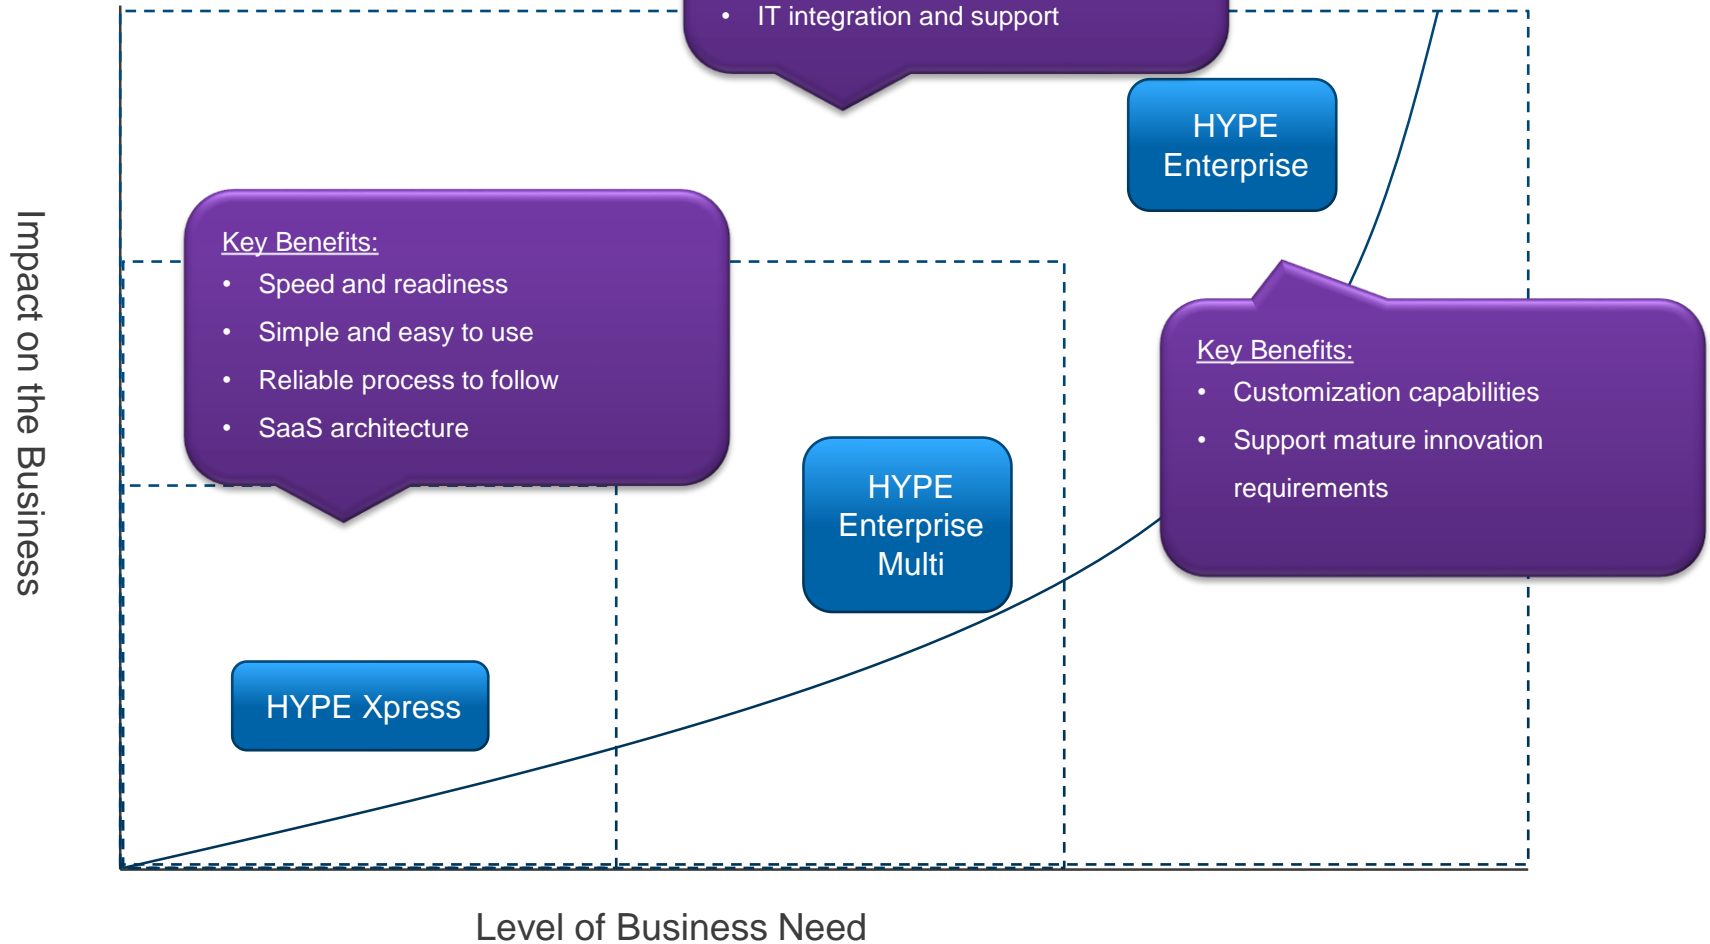 • IT integration and support
HYPE
Enterprise
Key Benefits:
• Speed and readiness
• Simple and easy to use
• Reliable process to follow
• SaaS architecture
Key Benefits:
• Customization capabilities
• Support mature innovation
requirements
HYPE
Enterprise
Multi
HYPE Xpress
Impact on the Business
Level of Business Need